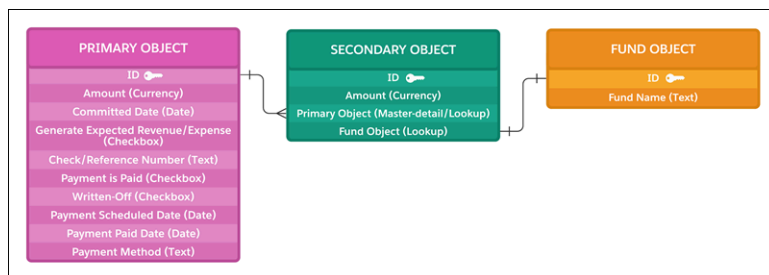 PRIMARY OBJECT
ID
Amount (Currency)
Committed Date (Date)
Generate Expected Revenue/Expense
(Checkbox)
Check/Reference Number (Text)
Payment is Paid (Checkbox)
Written-Off (Checkbox)
Payment Scheduled Date (Date)
Payment Paid Date (Date)
Payment Method (Text)
SECONDARY OBJECT
ID
Amount (Currency)
Primary Object (Master-detail/Lookup)
Fund Object (Lookup)
FUND OBJECT
ID
Fund Name (Text)